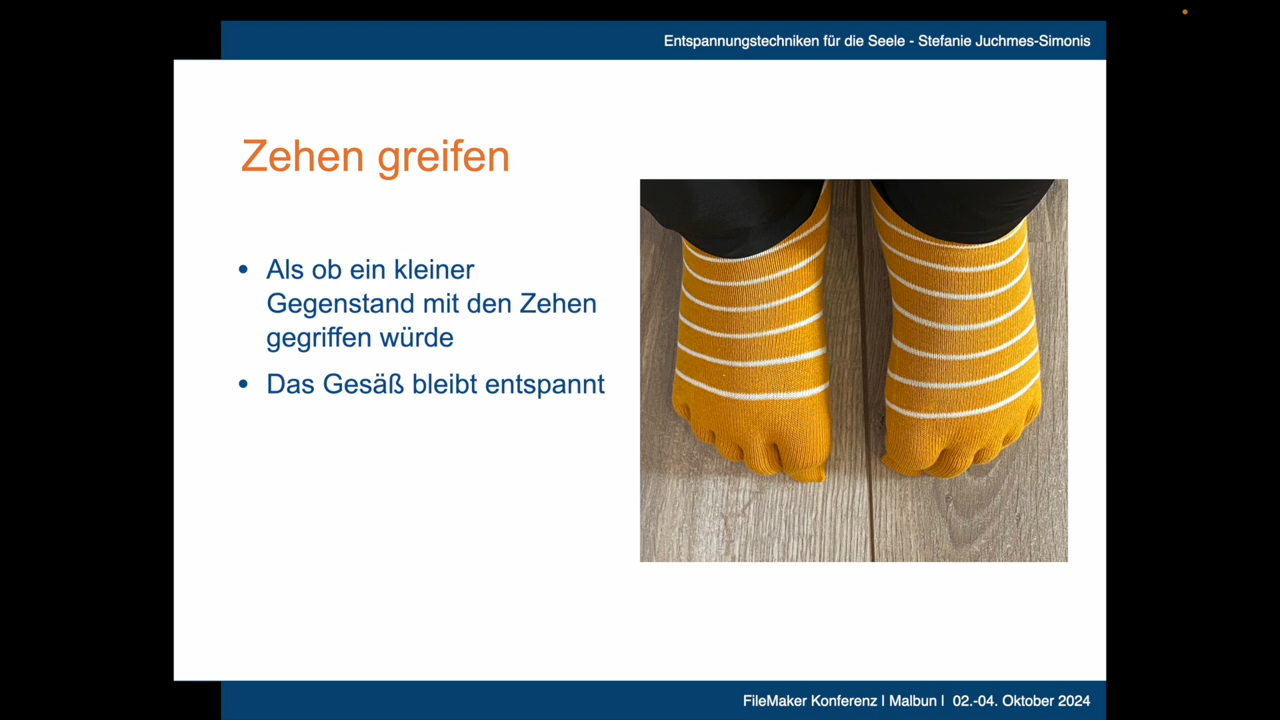 Entspannungstechniken für die Seele - Stefanie Juchmes-Simonis
Zehen greifen
• Als ob ein kleiner
Gegenstand mit den Zehen
gegriffen würde
• Das Gesäß bleibt entspannt
FileMaker Konferenz I Malbun I 02.-04. Oktober 2024